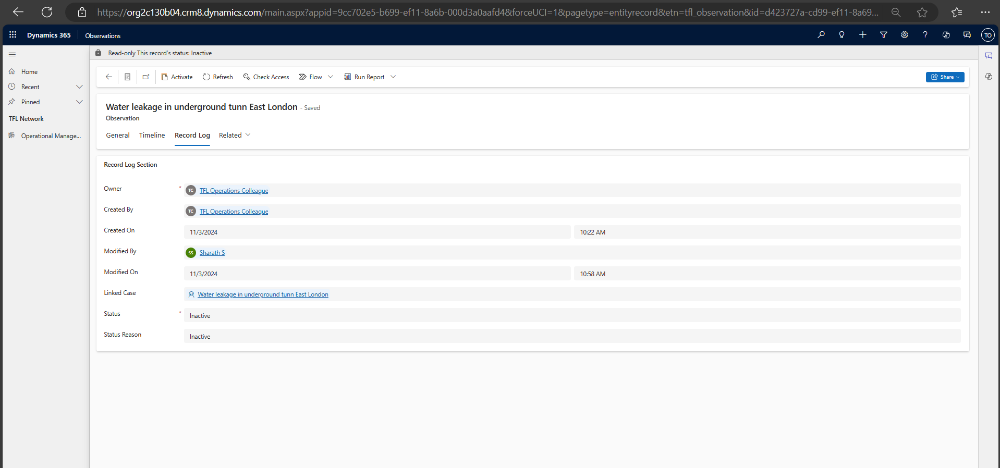 https://org2c130b04.crm8.dynamics.com/main.aspx?appid=9cc702e5-b699-ef11-8a6b-000d3a0aafd4&forceUCI=1&pagetype=entityrecord&etn=tfl_observation&id=d423727a-cd99-ef11-8a69...
Dynamics 365 Observations
TO
Read-only This record's status: Inactive
Home
Recent
Pinned
TFL Network
Operational Manage...
Activate Refresh Check Access Flow Run Report Share
Water leakage in underground tunn East London - Saved
Observation
General Timeline Record Log Related
Record Log Section
Owner * TC TFL Operations Colleague
Created By TC TFL Operations Colleague
Created On 11/3/2024 10:22 AM
Modified By SS Sharath S
Modified On 11/3/2024 10:58 AM
Linked Case Water leakage in underground tunn East London
Status * Inactive
Status Reason Inactive